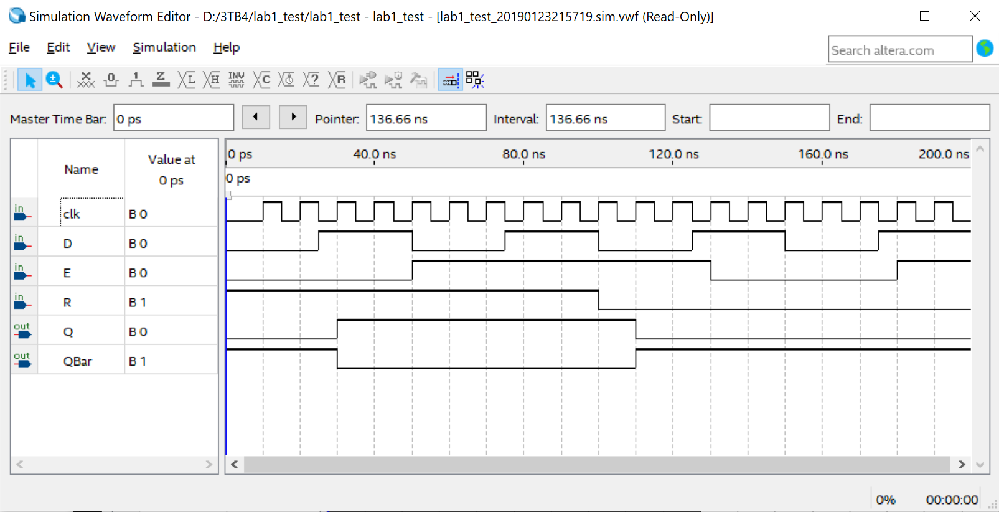 Simulation Waveform Editor - D:/3TB4/lab1_test/lab1_test - lab1_test - [lab1_test_20190123215719.sim.vwf (Read-Only)]
File Edit View Simulation Help
Search altera.com
X 0 1 Z L H INV C ? R
Master Time Bar: 0 ps Pointer: 136.66 ns Interval: 136.66 ns Start: End:
Name Value at 0 ps
0 ps 40.0 ns 80.0 ns 120.0 ns 160.0 ns 200.0 ns
0 ps
in clk B 0
in D B 0
in E B 0
in R B 1
out Q B 0
out QBar B 1
0% 00:00:00